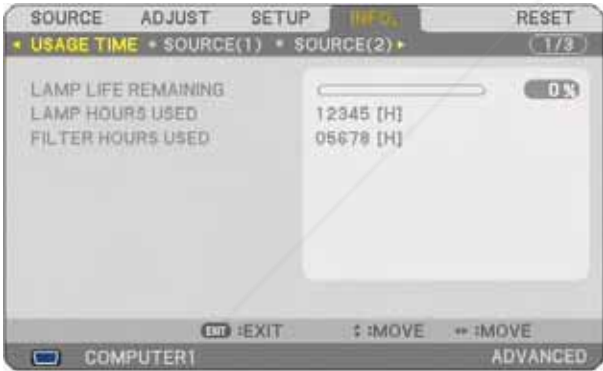 SOURCE ADJUST SETUP INFO. RESET
USAGE TIME • SOURCE(1) • SOURCE(2) 1/3
LAMP LIFE REMAINING 0%
LAMP HOURS USED 12345 [H]
FILTER HOURS USED 05678 [H]
EXIT :EXIT :MOVE :MOVE
COMPUTER1 ADVANCED